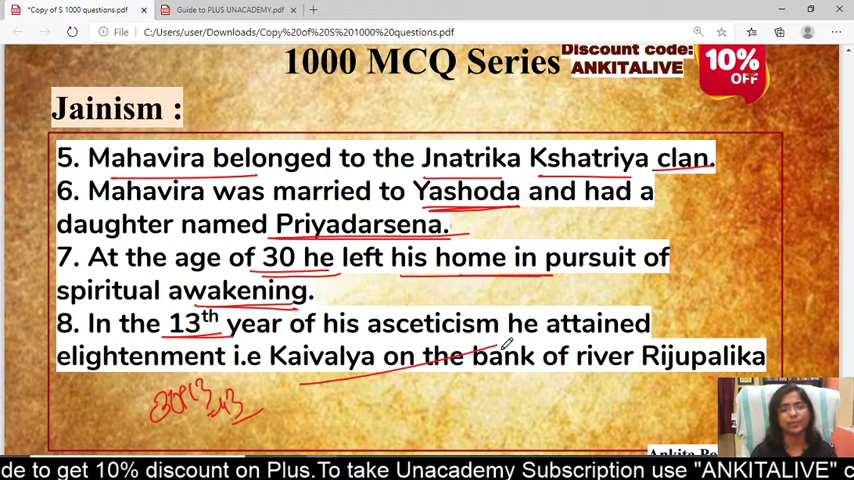 *Copy of S 1000 questions.pdf
Guide to PLUS UNACADEMY.pdf
File
C:/Users/user/Downloads/Copy%20of%20S%201000%20questions.pdf
1000 MCQ Series
Discount code:
ANKITALIVE
10%
OFF
Jainism :
5. Mahavira belonged to the Jnatrika Kshatriya clan.
6. Mahavira was married to Yashoda and had a
daughter named Priyadarsena.
7. At the age of 30 he left his home in pursuit of
spiritual awakening.
8. In the 13th year of his asceticism he attained
elightenment i.e Kaivalya on the bank of river Rijupalika
Ankita
de to get 10% discount on Plus.To take Unacademy Subscription use "ANKITALIVE" c